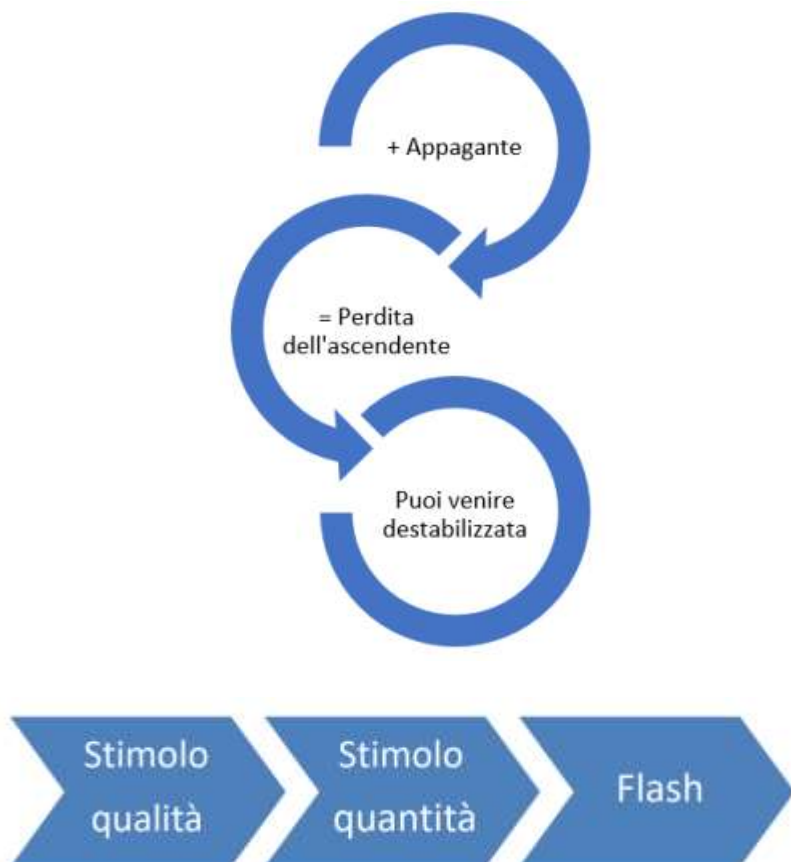 + Appagante
= Perdita
dell'ascendente
Puoi venire
destabilizzata
Stimolo
qualità
Stimolo
quantità
Flash